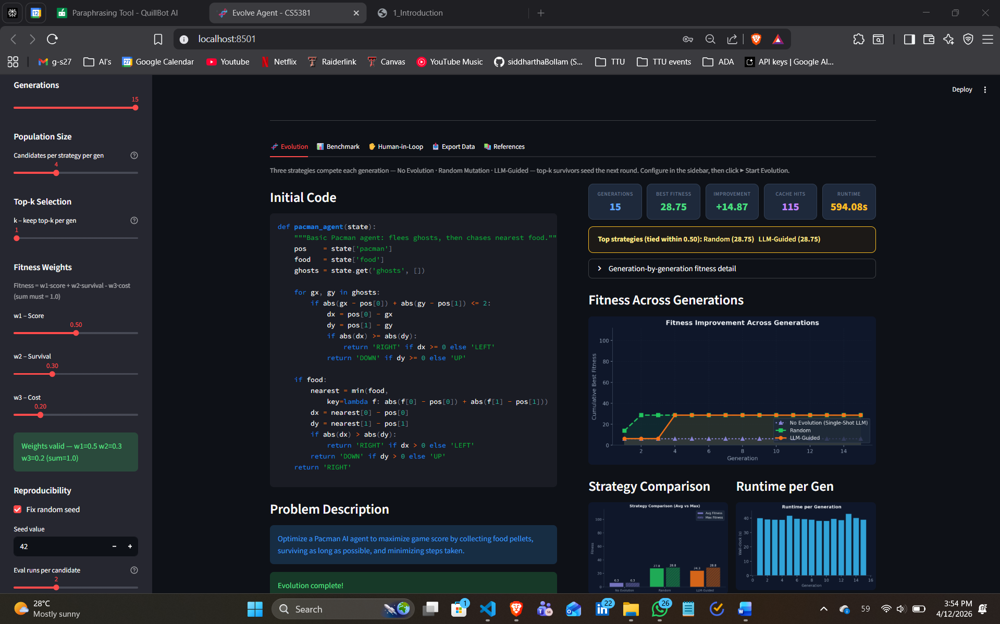 Paraphrasing Tool - QuillBot AI
Evolve Agent - CS5381
1_Introduction
localhost:8501
g-s27
AI's
Google Calendar
Youtube
Netflix
Raiderlink
Canvas
YouTube Music
siddharthaBollam (S...
TTU
TTU events
ADA
API keys | Google AI...
Deploy
Generations
15
Population Size
Candidates per strategy per gen
4
Top-k Selection
k – keep top-k per gen
1
Fitness Weights
Fitness = w1·score + w2·survival - w3·cost
(sum must = 1.0)
w1 – Score
0.50
w2 – Survival
0.30
w3 – Cost
0.20
Weights valid — w1=0.5 w2=0.3
w3=0.2 (sum=1.0)
Reproducibility
Fix random seed
Seed value
42
Eval runs per candidate
2
Evolution
Benchmark
Human-in-Loop
Export Data
References
Three strategies compete each generation — No Evolution · Random Mutation · LLM-Guided — top-k survivors seed the next round. Configure in the sidebar, then click ▶ Start Evolution.
Initial Code
def pacman_agent(state):
"""Basic Pacman agent: flees ghosts, then chases nearest food.""
pos = state['pacman']
food = state['food']
ghosts = state.get('ghosts', [])
for gx, gy in ghosts:
if abs(gx - pos[0]) + abs(gy - pos[1]) <= 2:
dx = pos[0] - gx
dy = pos[1] - gy
if abs(dx) >= abs(dy):
return 'RIGHT' if dx >= 0 else 'LEFT'
return 'DOWN' if dy >= 0 else 'UP'
if food:
nearest = min(food,
key=lambda f: abs(f[0] - pos[0]) + abs(f[1] - pos[1]))
dx = nearest[0] - pos[0]
dy = nearest[1] - pos[1]
if abs(dx) > abs(dy):
return 'RIGHT' if dx > 0 else 'LEFT'
return 'DOWN' if dy > 0 else 'UP'
return 'RIGHT'
Problem Description
Optimize a Pacman AI agent to maximize game score by collecting food pellets,
surviving as long as possible, and minimizing steps taken.
Evolution complete!
GENERATIONS
15
BEST FITNESS
28.75
IMPROVEMENT
+14.87
CACHE HITS
115
RUNTIME
594.08s
Top strategies (tied within 0.50): Random (28.75) LLM-Guided (28.75)
Generation-by-generation fitness detail
Fitness Across Generations
Fitness Improvement Across Generations
Cumulative Best Fitness
100
80
60
40
20
0
No Evolution (Single-Shot LLM)
Random
LLM-Guided
2 4 6 8 10 12 14
Generation
Strategy Comparison
Strategy Comparison (Avg vs Max)
Avg Fitness
Max Fitness
Fitness
100
80
60
40
20
0
6.3 6.3 27.8 28.8 24.3 28.8
No Evolution Random LLM-Guided
Runtime per Gen
Runtime per Generation
Wall-clock (s)
40
30
20
10
0
0 2 4 6 8 10 12 14 16
Generation
28°C
Mostly sunny
Search
1
22
26
59
3:54 PM
4/12/2026